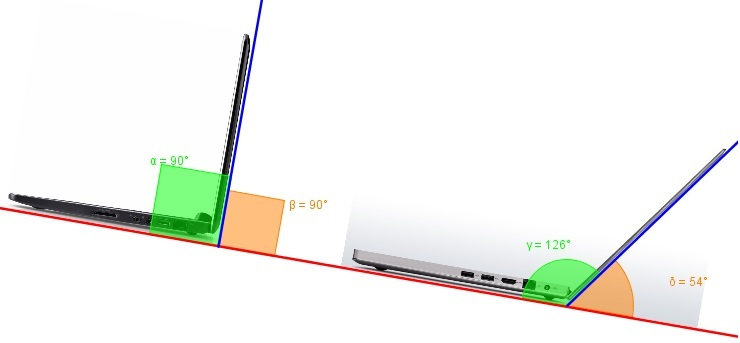 α = 90°
β = 90°
γ = 126°
δ = 54°